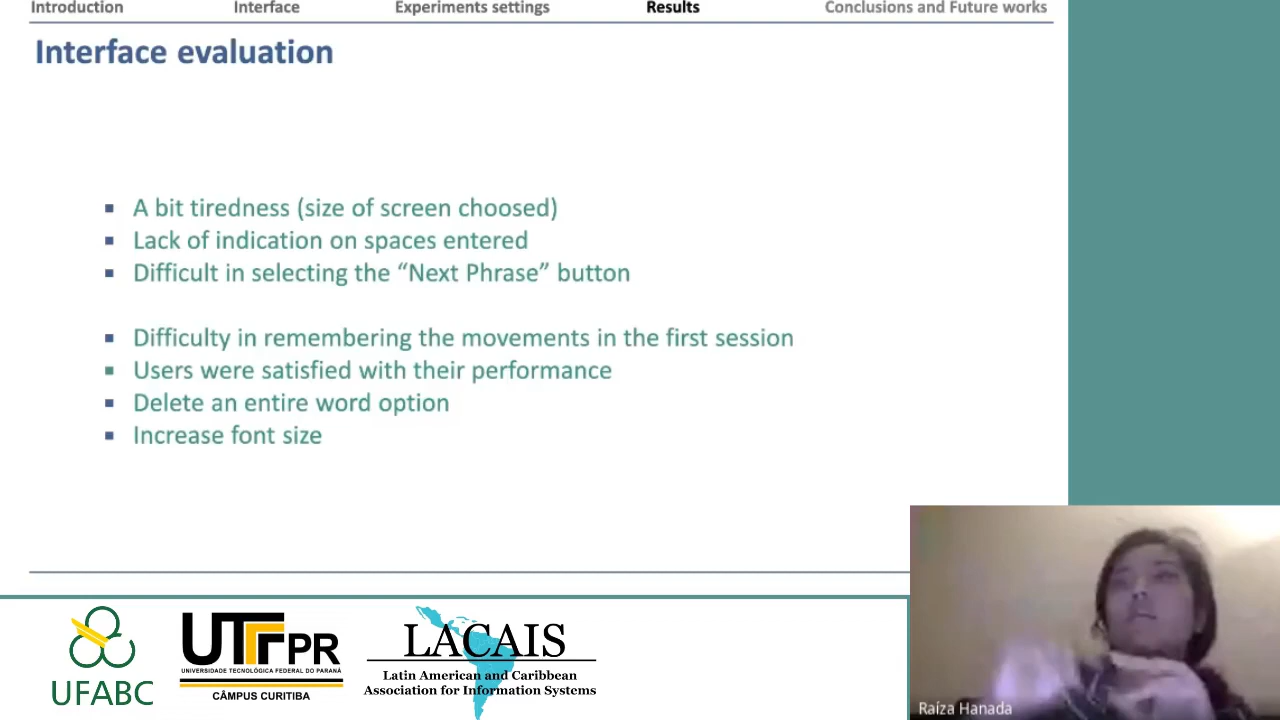 Introduction
Interface
Experiments settings
Results
Conclusions and Future works
Interface evaluation
▪ A bit tiredness (size of screen choosed)
▪ Lack of indication on spaces entered
▪ Difficult in selecting the “Next Phrase” button
▪ Difficulty in remembering the movements in the first session
▪ Users were satisfied with their performance
▪ Delete an entire word option
▪ Increase font size
UFABC
UTFPR
UNIVERSIDADE TECNOLÓGICA FEDERAL DO PARANÁ
CÂMPUS CURITIBA
LACAIS
Latin American and Caribbean
Association for Information Systems
Raíza Hanada